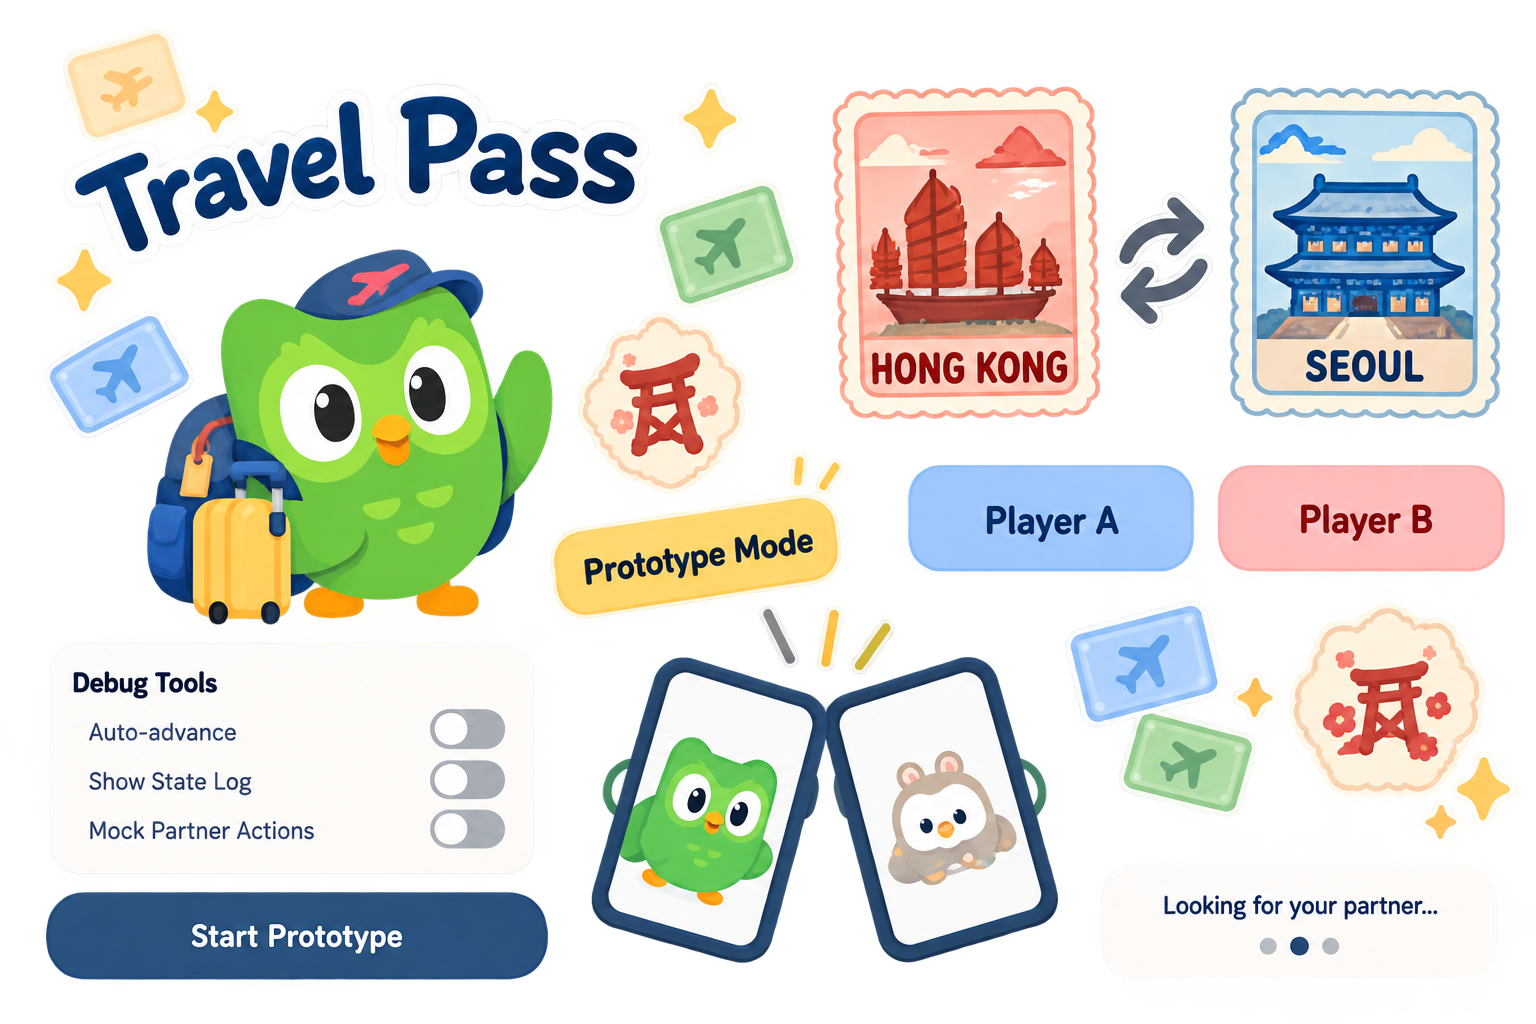 Travel Pass
HONG KONG
SEOUL
Prototype Mode
Player A
Player B
Debug Tools
Auto-advance
Show State Log
Mock Partner Actions
Start Prototype
Looking for your partner...